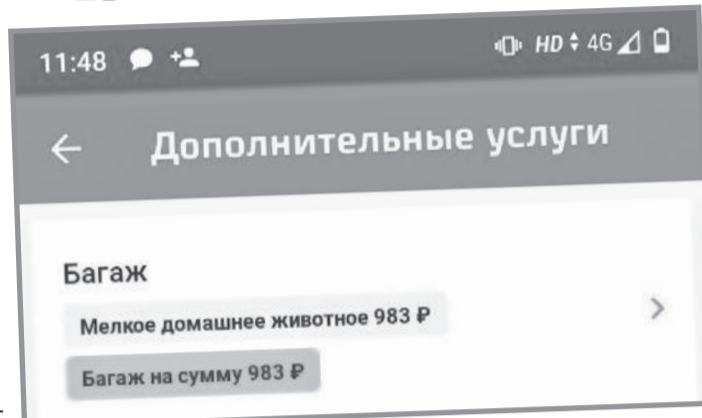 11:48 HD 4G
Дополнительные услуги
Багаж
Мелкое домашнее животное 983 ₽
Багаж на сумму 983 ₽